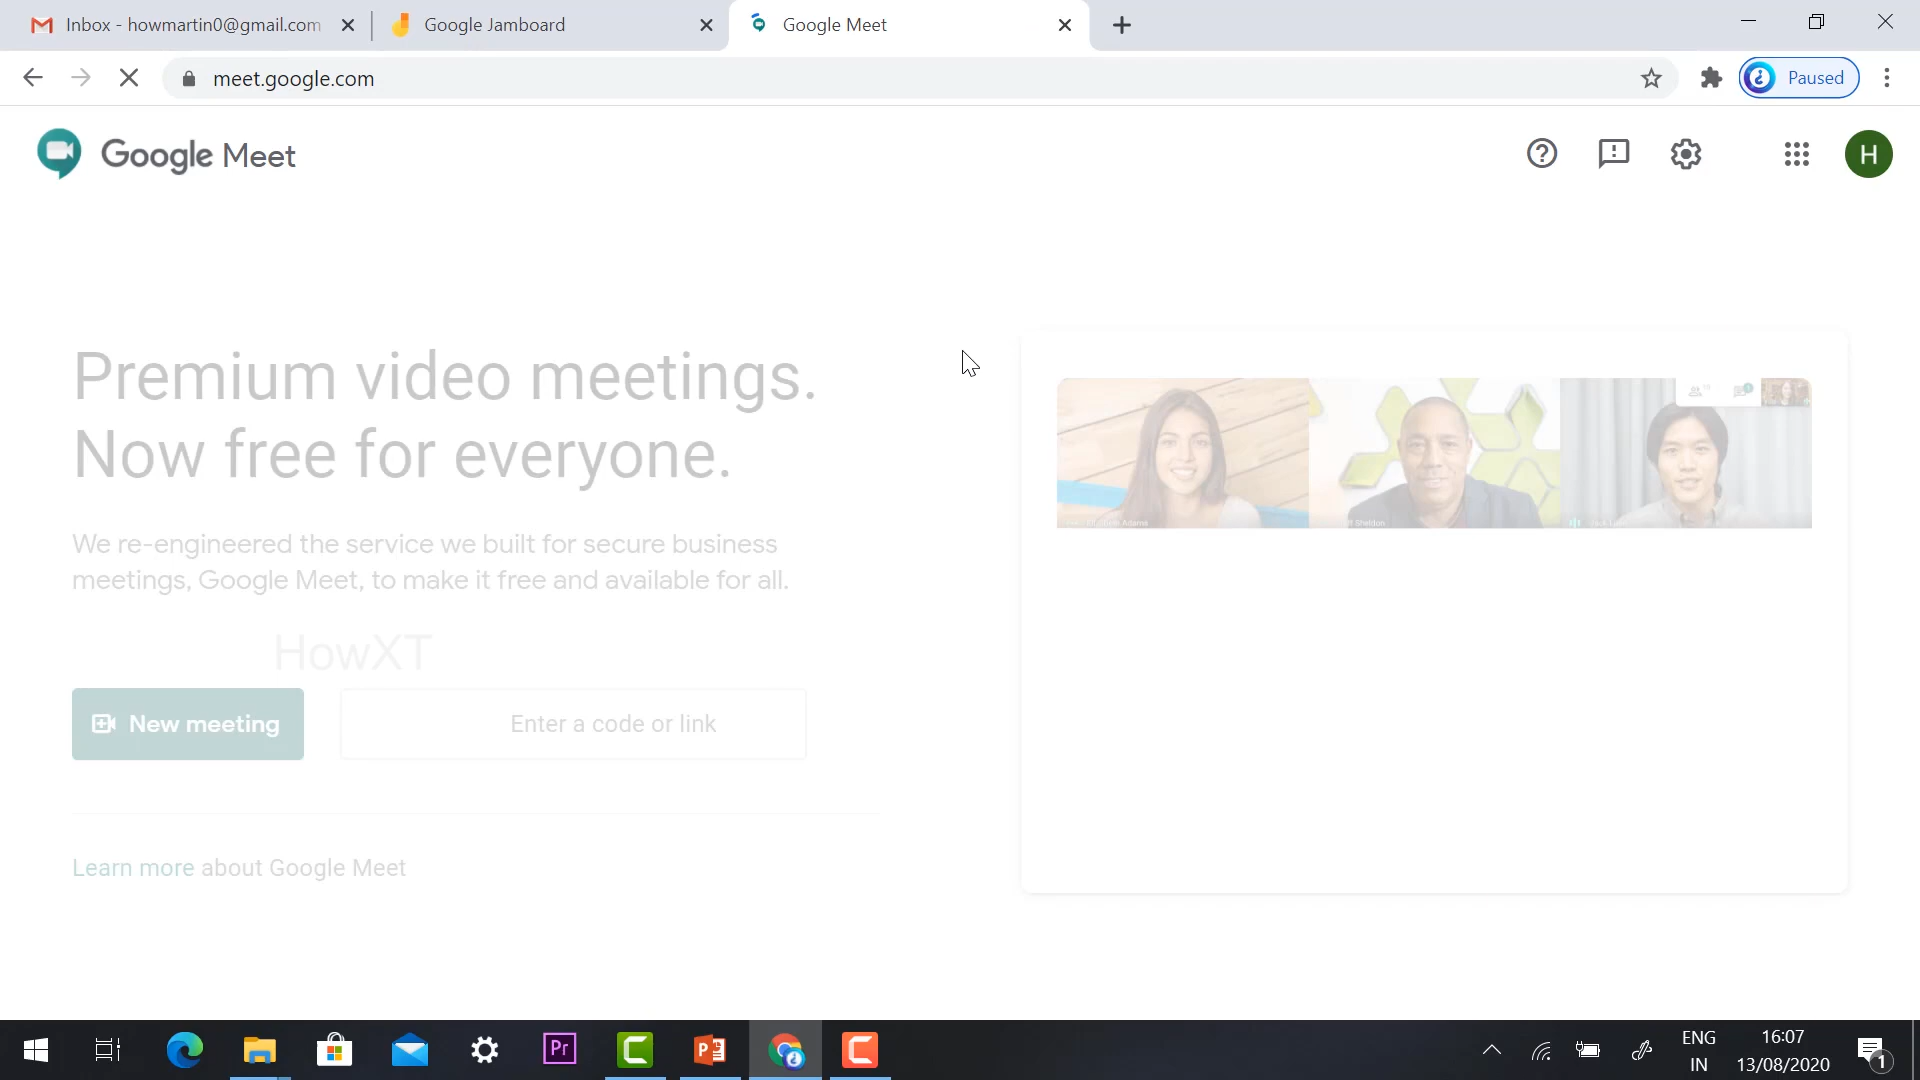 Inbox - howmartin0@gmail.com
Google Jamboard
Google Meet
meet.google.com
Paused
Google Meet
H
Premium video meetings.
Now free for everyone.
We re-engineered the service we built for secure business
meetings, Google Meet, to make it free and available for all.
HowXT
New meeting
Enter a code or link
Learn more about Google Meet
Pr
ENG
IN
16:07
13/08/2020
1